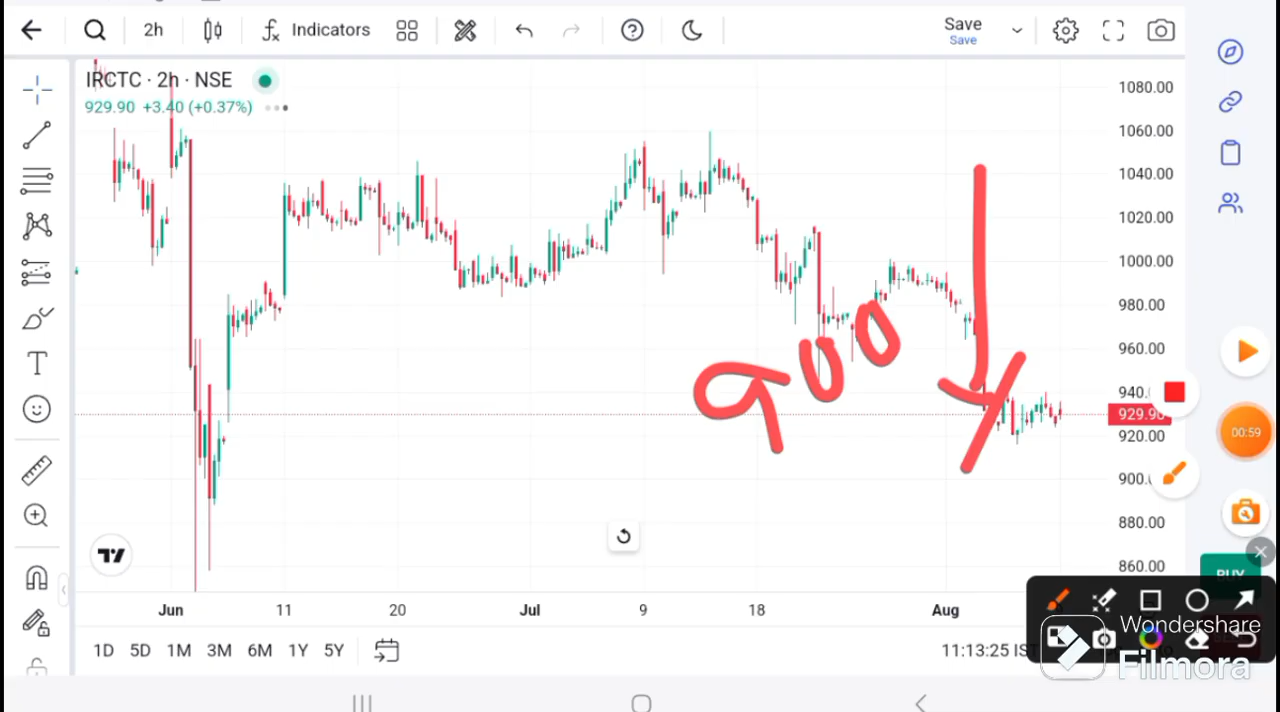 2h Indicators Save
Save
IRCTC · 2h · NSE
929.90 +3.40 (+0.37%)
1080.00
1060.00
1040.00
1020.00
1000.00
980.00
960.00
940.
929.90
920.00
900.
880.00
860.00
900
00:59
BUY
Jun 11 20 Jul 9 18 Aug
1D 5D 1M 3M 6M 1Y 5Y 11:13:25 IST
Wondershare
Filmora